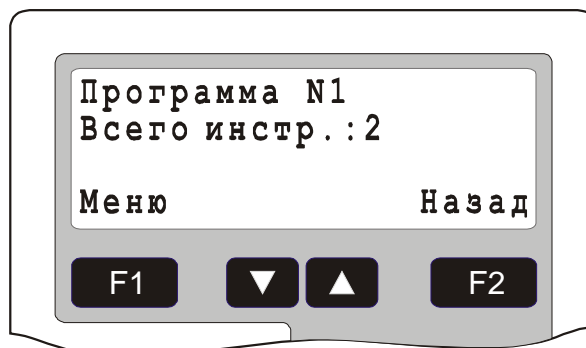 Программа N1
Всего инстр.:2
Меню Назад
F1 ▼ ▲ F2